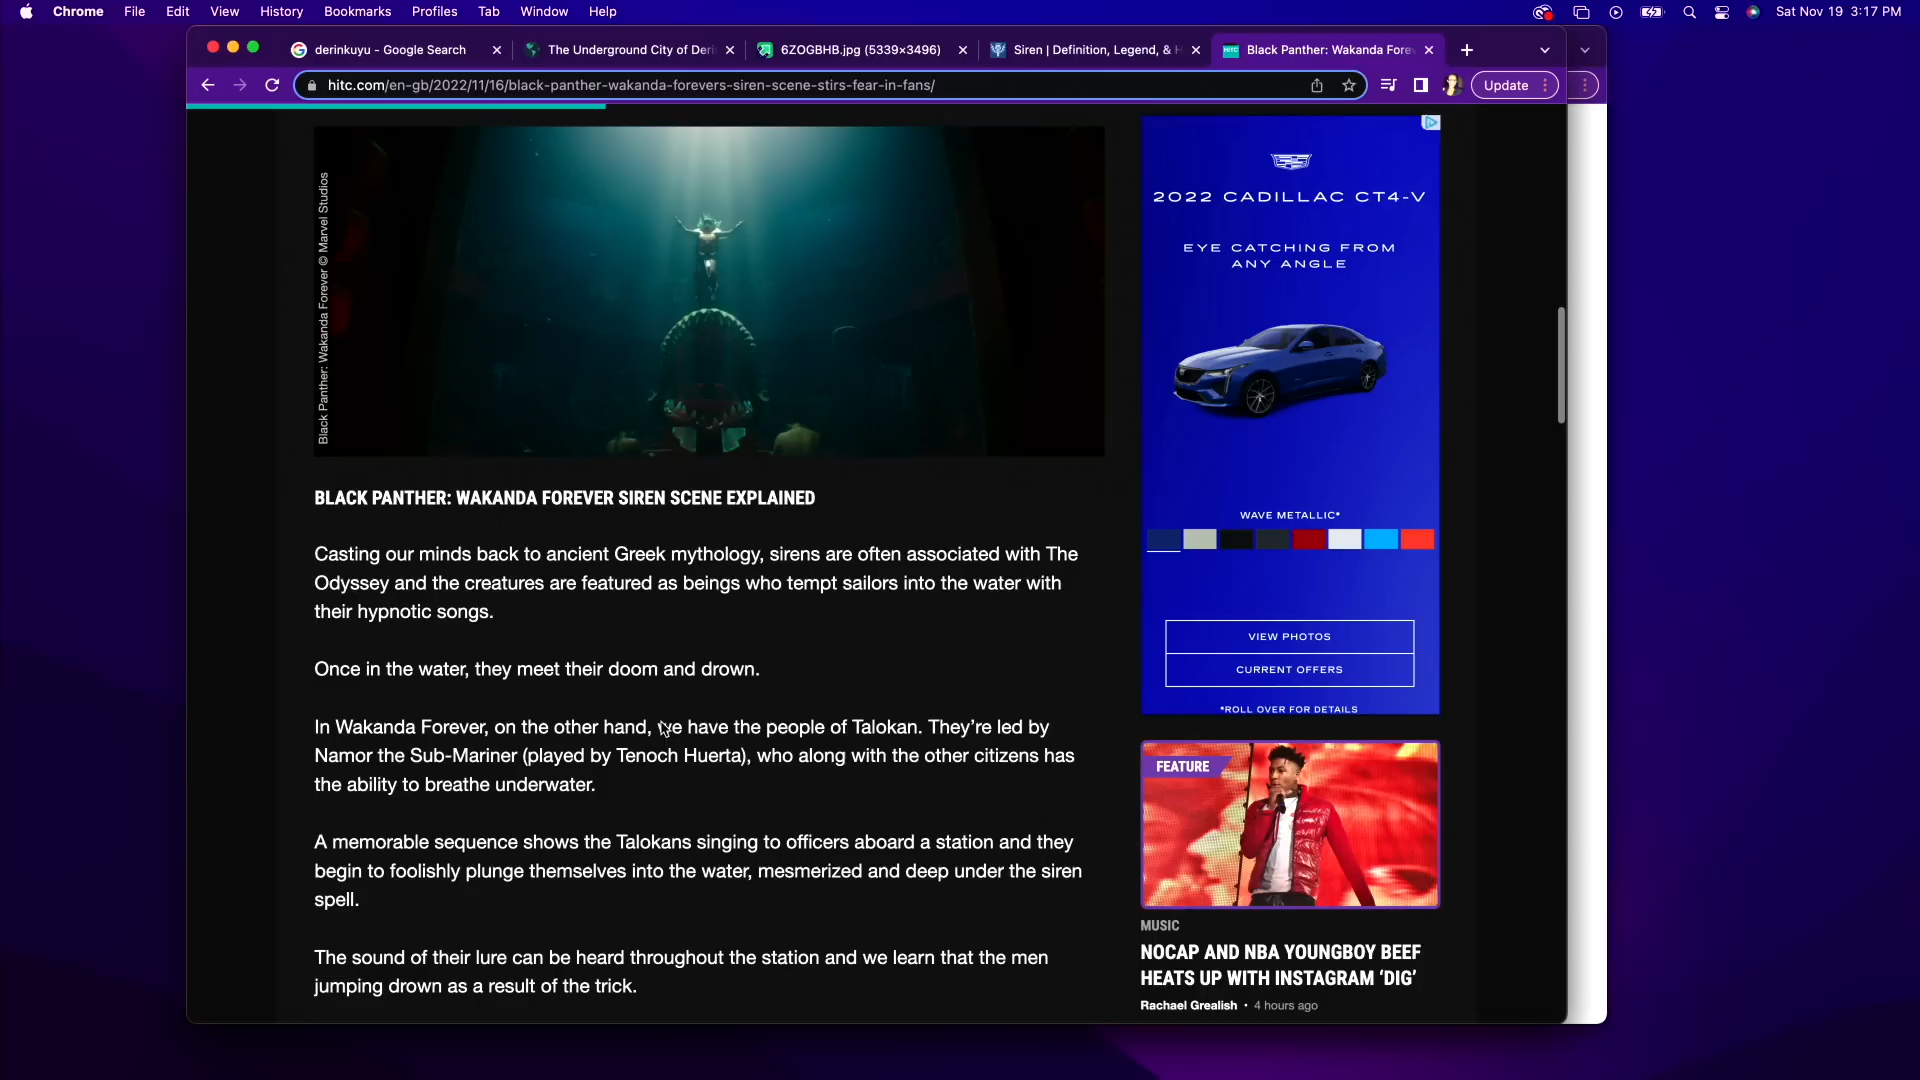 Chrome File Edit View History Bookmarks Profiles Tab Window Help
Sat Nov 19 3:17 PM
derinkuyu - Google Search
The Underground City of Deri
6ZOGBHB.jpg (5339×3496)
Siren | Definition, Legend, & H
Black Panther: Wakanda Forev
hitc.com/en-gb/2022/11/16/black-panther-wakanda-forevers-siren-scene-stirs-fear-in-fans/
Update
Black Panther: Wakanda Forever © Marvel Studios
BLACK PANTHER: WAKANDA FOREVER SIREN SCENE EXPLAINED
Casting our minds back to ancient Greek mythology, sirens are often associated with The
Odyssey and the creatures are featured as beings who tempt sailors into the water with
their hypnotic songs.
Once in the water, they meet their doom and drown.
In Wakanda Forever, on the other hand, we have the people of Talokan. They’re led by
Namor the Sub-Mariner (played by Tenoch Huerta), who along with the other citizens has
the ability to breathe underwater.
A memorable sequence shows the Talokans singing to officers aboard a station and they
begin to foolishly plunge themselves into the water, mesmerized and deep under the siren
spell.
The sound of their lure can be heard throughout the station and we learn that the men
jumping drown as a result of the trick.
2022 CADILLAC CT4-V
EYE CATCHING FROM
ANY ANGLE
WAVE METALLIC*
VIEW PHOTOS
CURRENT OFFERS
*ROLL OVER FOR DETAILS
FEATURE
MUSIC
NOCAP AND NBA YOUNGBOY BEEF
HEATS UP WITH INSTAGRAM ‘DIG’
Rachael Grealish • 4 hours ago